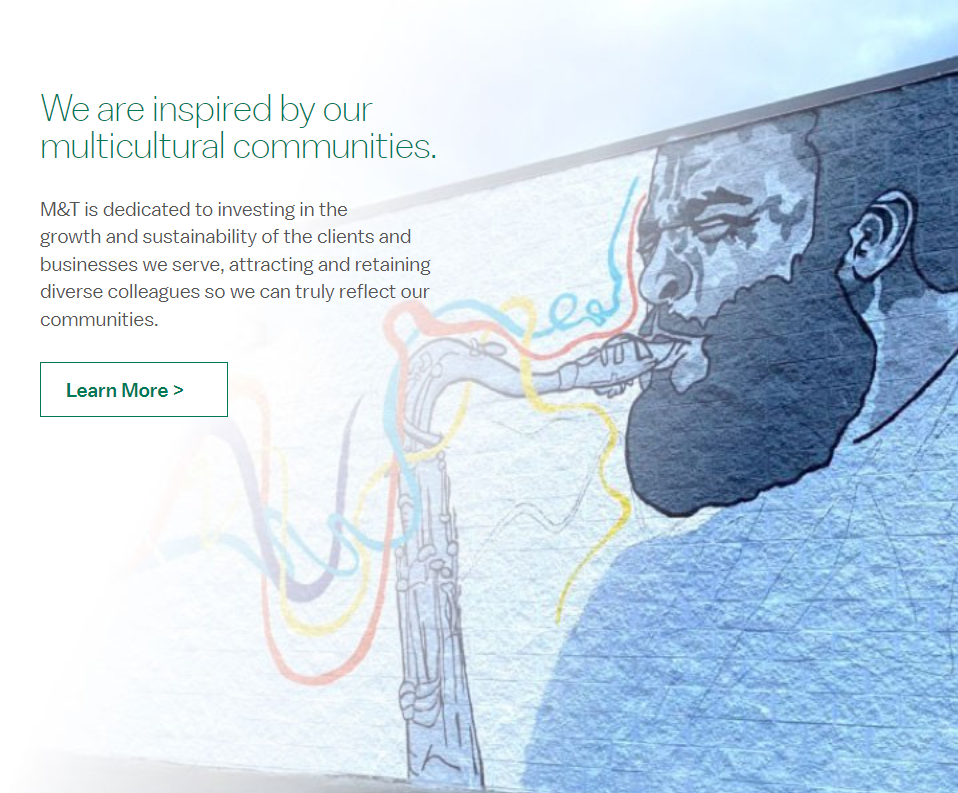 We are inspired by our
multicultural communities.
M&T is dedicated to investing in the
growth and sustainability of the clients and
businesses we serve, attracting and retaining
diverse colleagues so we can truly reflect our
communities.
Learn More >